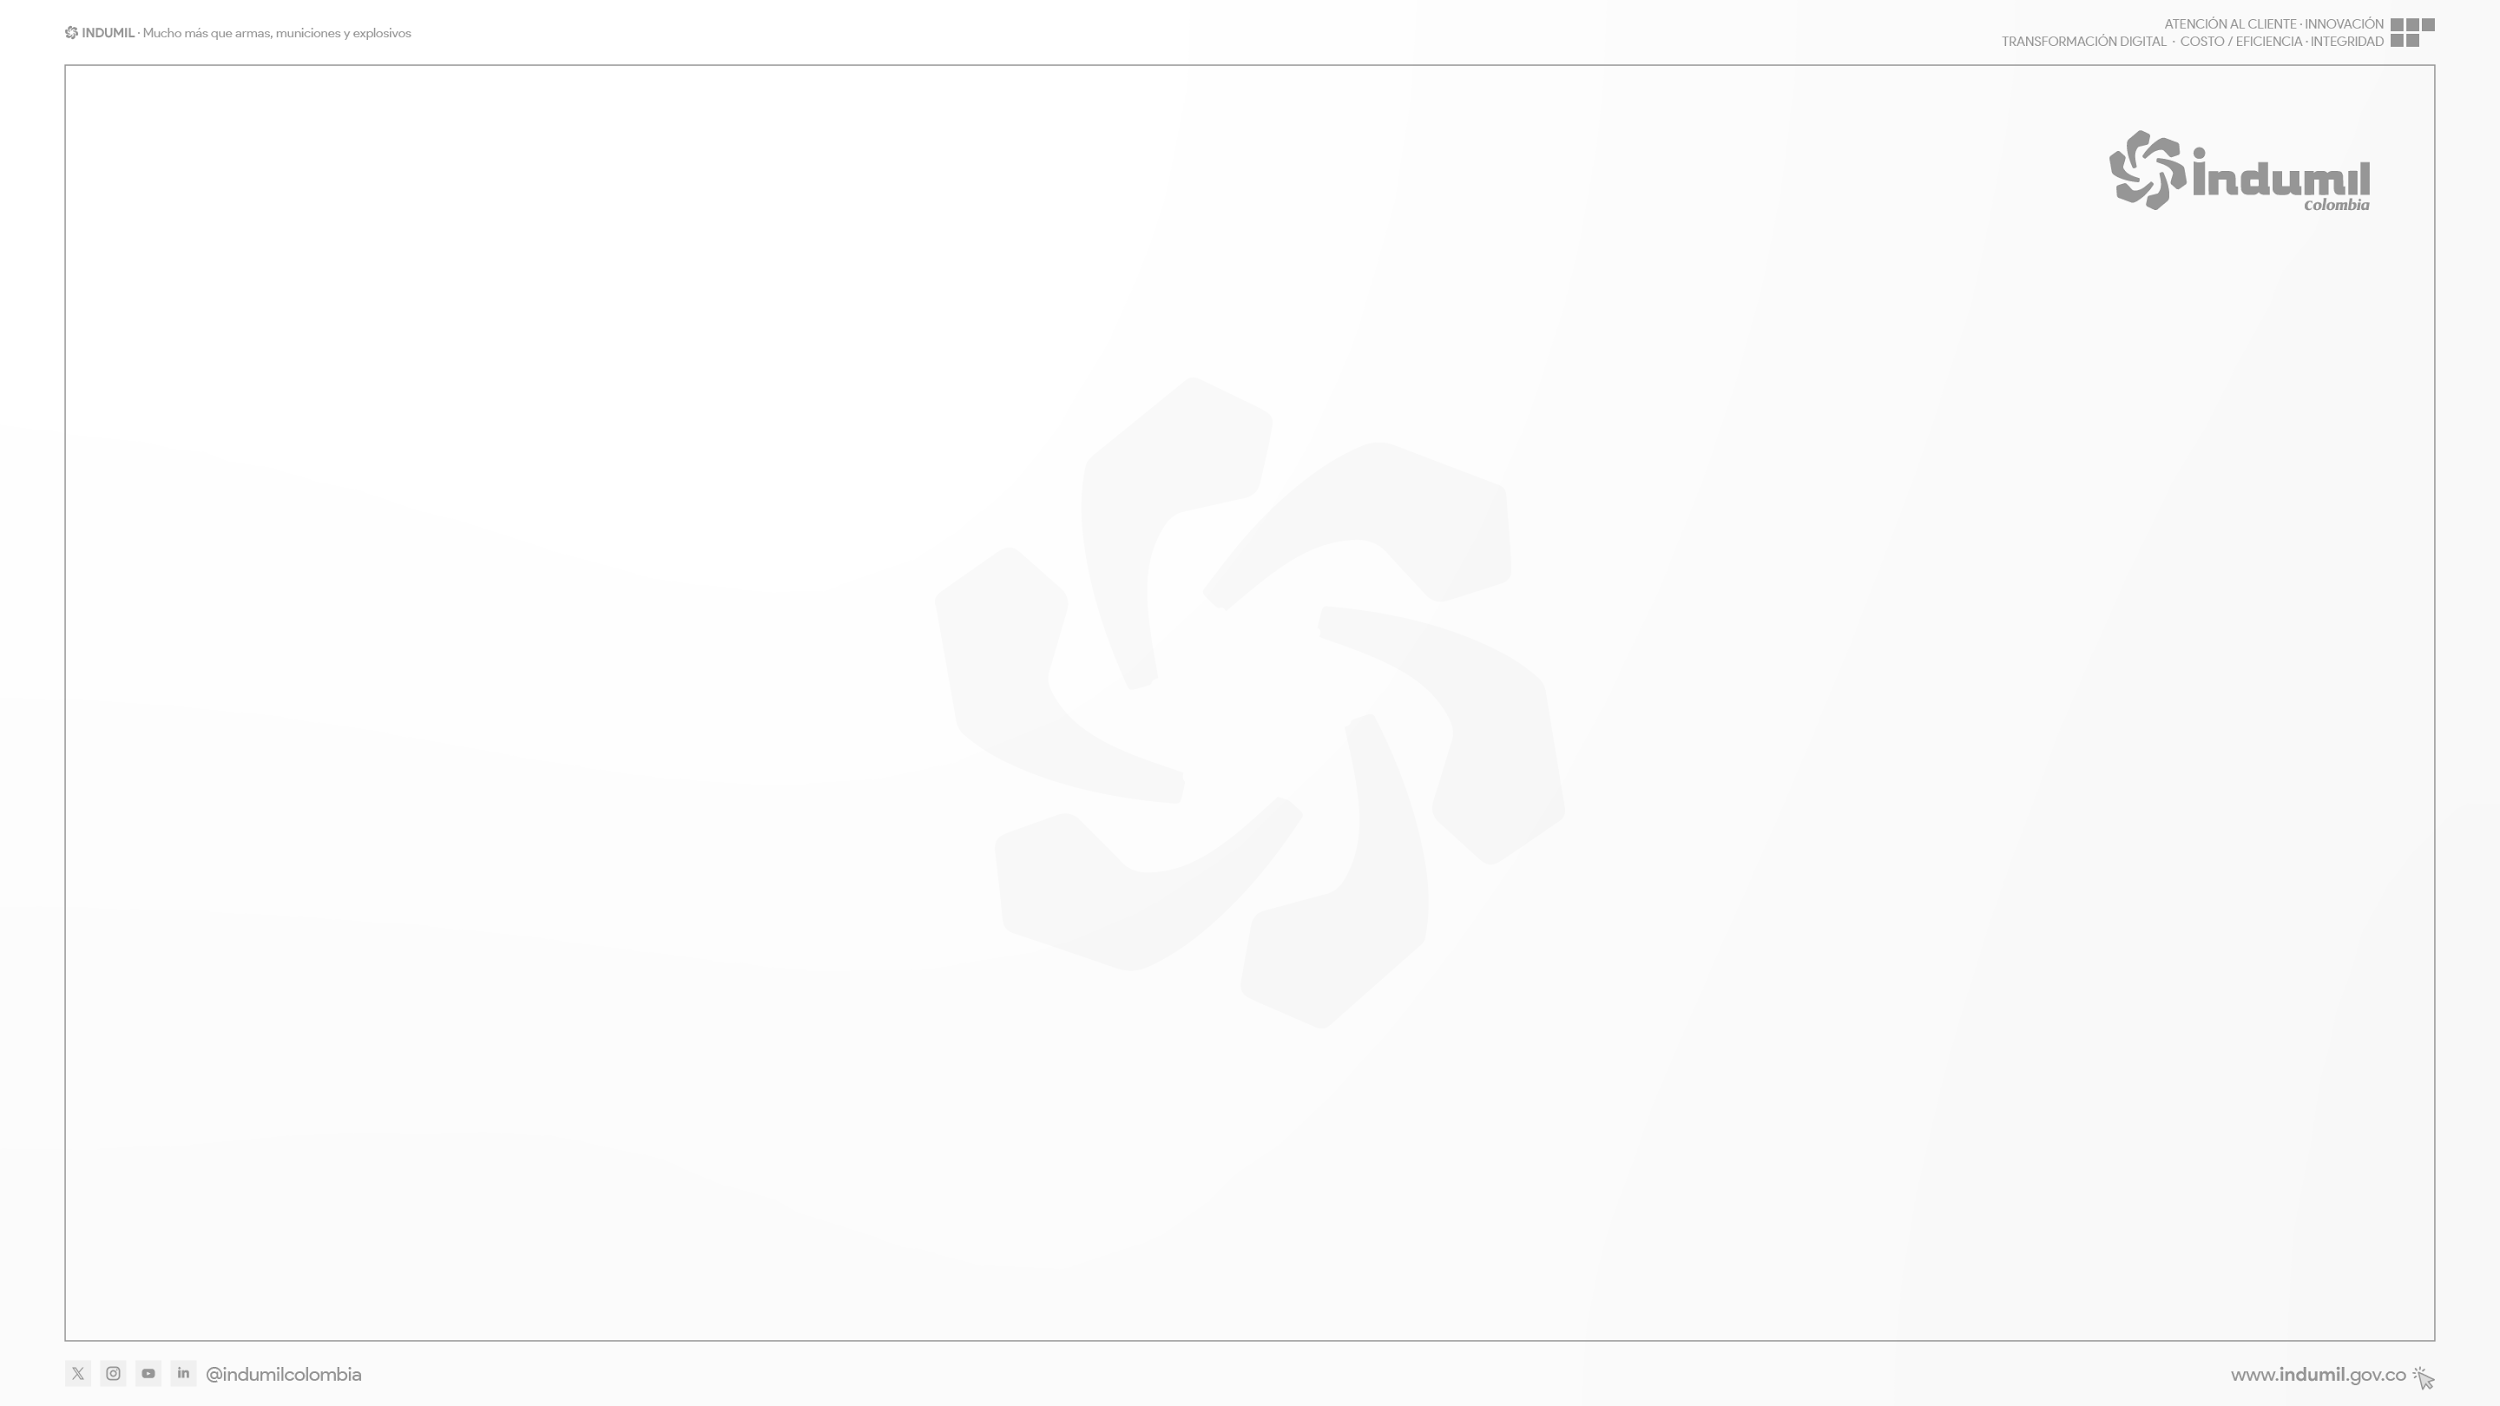 INDUMIL · Mucho más que armas, municiones y explosivos
ATENCIÓN AL CLIENTE · INNOVACIÓN
TRANSFORMACIÓN DIGITAL · COSTO / EFICIENCIA · INTEGRIDAD
indumil
Colombia
@indumilcolombia
www.indumil.gov.co